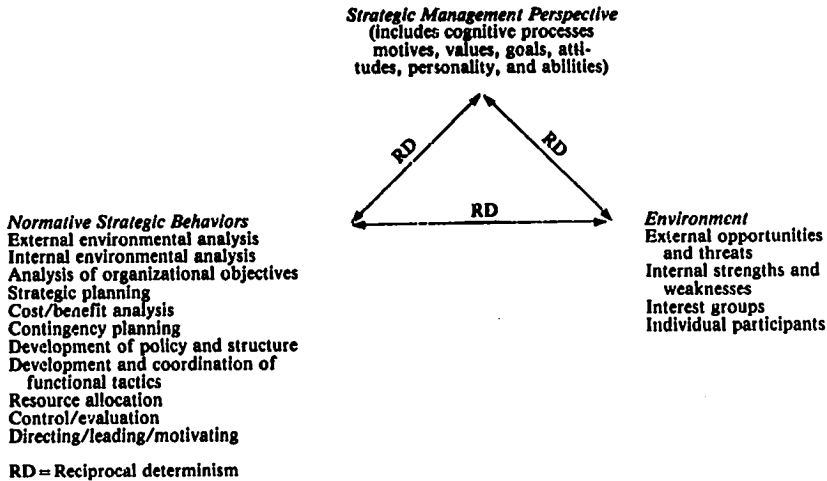 Strategic Management Perspective
(includes cognitive processes
motives, values, goals, atti-
tudes, personality, and abilities)
RD
RD
RD
Normative Strategic Behaviors
External environmental analysis
Internal environmental analysis
Analysis of organizational objectives
Strategic planning
Cost/benefit analysis
Contingency planning
Development of policy and structure
Development and coordination of
functional tactics
Resource allocation
Control/evaluation
Directing/leading/motivating
Environment
External opportunities
and threats
Internal strengths and
weaknesses
Interest groups
Individual participants
RD = Reciprocal determinism